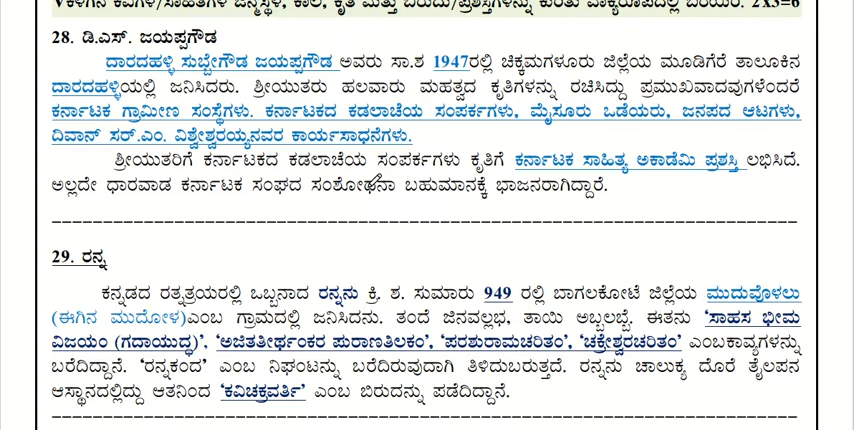 ಕೆಳಗಿನ ಕವಿಗಳ/ಸಾಹಿತಿಗಳ ಜನ್ಮಸ್ಥಳ, ಕಾಲ, ಕೃತಿ ಮತ್ತು ಬಿರುದು/ಪ್ರಶಸ್ತಿಗಳನ್ನು ಕುರಿತು ವಾಕ್ಯರೂಪದಲ್ಲಿ ಬರೆಯಿರಿ. 2x3=6
28. ಡಿ.ಎಸ್. ಜಯಪ್ಪಗೌಡ
ದಾರದಹಳ್ಳಿ ಸುಬ್ಬೇಗೌಡ ಜಯಪ್ಪಗೌಡ ಅವರು ಸಾ.ಶ 1947ರಲ್ಲಿ ಚಿಕ್ಕಮಗಳೂರು ಜಿಲ್ಲೆಯ ಮೂಡಿಗೆರೆ ತಾಲೂಕಿನ
ದಾರದಹಳ್ಳಿಯಲ್ಲಿ ಜನಿಸಿದರು. ಶ್ರೀಯುತರು ಹಲವಾರು ಮಹತ್ವದ ಕೃತಿಗಳನ್ನು ರಚಿಸಿದ್ದು ಪ್ರಮುಖವಾದವುಗಳೆಂದರೆ
ಕರ್ನಾಟಕ ಗ್ರಾಮೀಣ ಸಂಸ್ಥೆಗಳು. ಕರ್ನಾಟಕದ ಕಡಲಾಚೆಯ ಸಂಪರ್ಕಗಳು, ಮೈಸೂರು ಒಡೆಯರು, ಜನಪದ ಆಟಗಳು,
ದಿವಾನ್ ಸರ್.ಎಂ. ವಿಶ್ವೇಶ್ವರಯ್ಯನವರ ಕಾರ್ಯಸಾಧನೆಗಳು.
ಶ್ರೀಯುತರಿಗೆ ಕರ್ನಾಟಕದ ಕಡಲಾಚೆಯ ಸಂಪರ್ಕಗಳು ಕೃತಿಗೆ ಕರ್ನಾಟಕ ಸಾಹಿತ್ಯ ಅಕಾಡೆಮಿ ಪ್ರಶಸ್ತಿ ಲಭಿಸಿದೆ.
ಅಲ್ಲದೇ ಧಾರವಾಡ ಕರ್ನಾಟಕ ಸಂಘದ ಸಂಶೋಧನಾ ಬಹುಮಾನಕ್ಕೆ ಭಾಜನರಾಗಿದ್ದಾರೆ.
29. ರನ್ನ
ಕನ್ನಡದ ರತ್ನತ್ರಯರಲ್ಲಿ ಒಬ್ಬನಾದ ರನ್ನನು ಕ್ರಿ. ಶ. ಸುಮಾರು 949 ರಲ್ಲಿ ಬಾಗಲಕೋಟೆ ಜಿಲ್ಲೆಯ ಮುದುವೊಳಲು
(ಈಗಿನ ಮುದೋಳ)ಎಂಬ ಗ್ರಾಮದಲ್ಲಿ ಜನಿಸಿದನು. ತಂದೆ ಜಿನವಲ್ಲಭ, ತಾಯಿ ಅಬ್ಬಲಬ್ಬೆ. ಈತನು ‘ಸಾಹಸ ಭೀಮ
ವಿಜಯಂ (ಗದಾಯುದ್ಧ)’, ‘ಅಜಿತತೀರ್ಥಂಕರ ಪುರಾಣತಿಲಕಂ’, ‘ಪರಶುರಾಮಚರಿತಂ’, ‘ಚಕ್ರೇಶ್ವರಚರಿತಂ’ ಎಂಬಕಾವ್ಯಗಳನ್ನು
ಬರೆದಿದ್ದಾನೆ. ‘ರನ್ನಕಂದ’ ಎಂಬ ನಿಘಂಟನ್ನು ಬರೆದಿರುವುದಾಗಿ ತಿಳಿದುಬರುತ್ತದೆ. ರನ್ನನು ಚಾಲುಕ್ಯ ದೊರೆ ತೈಲಪನ
ಆಸ್ಥಾನದಲ್ಲಿದ್ದು ಆತನಿಂದ ‘ಕವಿಚಕ್ರವರ್ತಿ’ ಎಂಬ ಬಿರುದನ್ನು ಪಡೆದಿದ್ದಾನೆ.